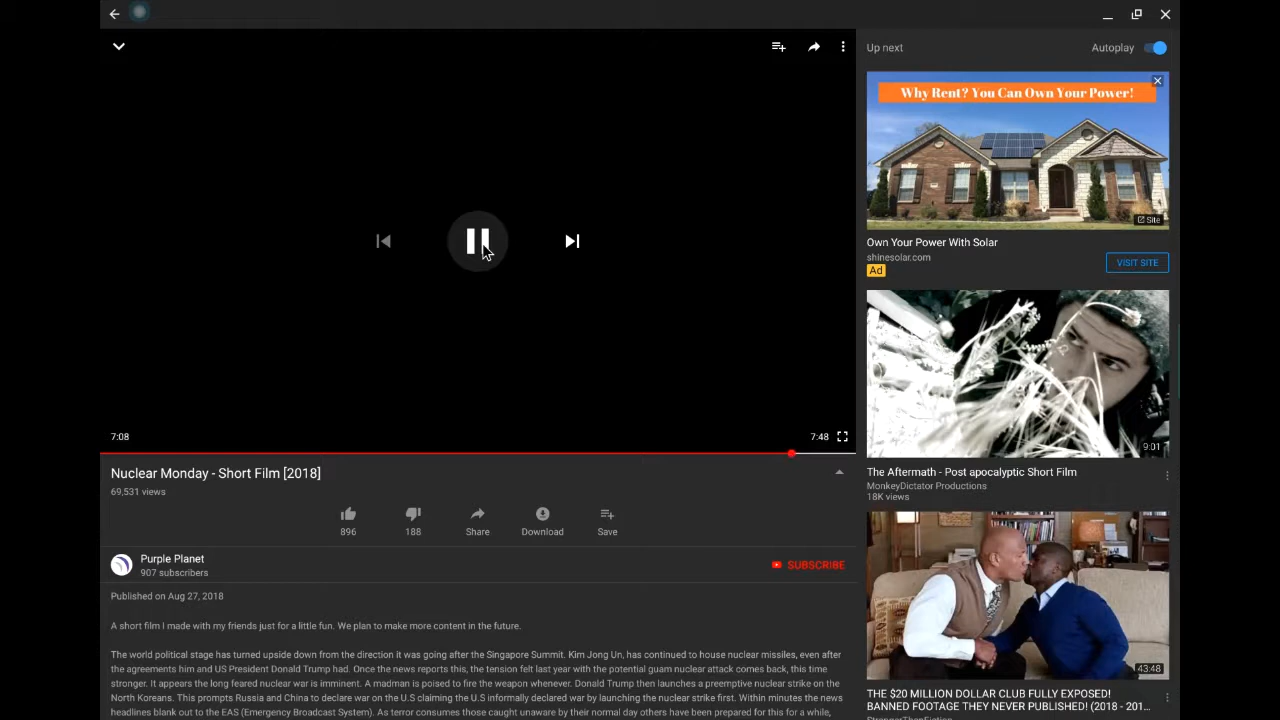 Up next
Autoplay
Why Rent? You Can Own Your Power!
Site
Own Your Power With Solar
shinesolar.com
Ad
VISIT SITE
7:08
7:48
Nuclear Monday - Short Film [2018]
69,531 views
896
188
Share
Download
Save
Purple Planet
907 subscribers
SUBSCRIBE
Published on Aug 27, 2018
A short film I made with my friends just for a little fun. We plan to make more content in the future.
The world political stage has turned upside down from the direction it was going after the Singapore Summit. Kim Jong Un, has continued to house nuclear missiles, even after
the agreements him and US President Donald Trump had. Once the news reports this, the tension felt last year with the potential guam nuclear attack comes back, this time
stronger. It appears the long feared nuclear war is imminent. A madman is poised to fire the weapon whenever. Donald Trump then launches a preemptive nuclear strike on the
North Koreans. This prompts Russia and China to declare war on the U.S claiming the U.S informally declared war by launching the nuclear strike first. Within minutes the news
headlines blank out to the EAS (Emergency Broadcast System). As terror consumes those caught unaware by their normal day others have been prepared for this for a while,
9:01
The Aftermath - Post apocalyptic Short Film
MonkeyDictator Productions
18K views
43:48
THE $20 MILLION DOLLAR CLUB FULLY EXPOSED!
BANNED FOOTAGE THEY NEVER PUBLISHED! (2018 - 201...
StrongerThanFiction